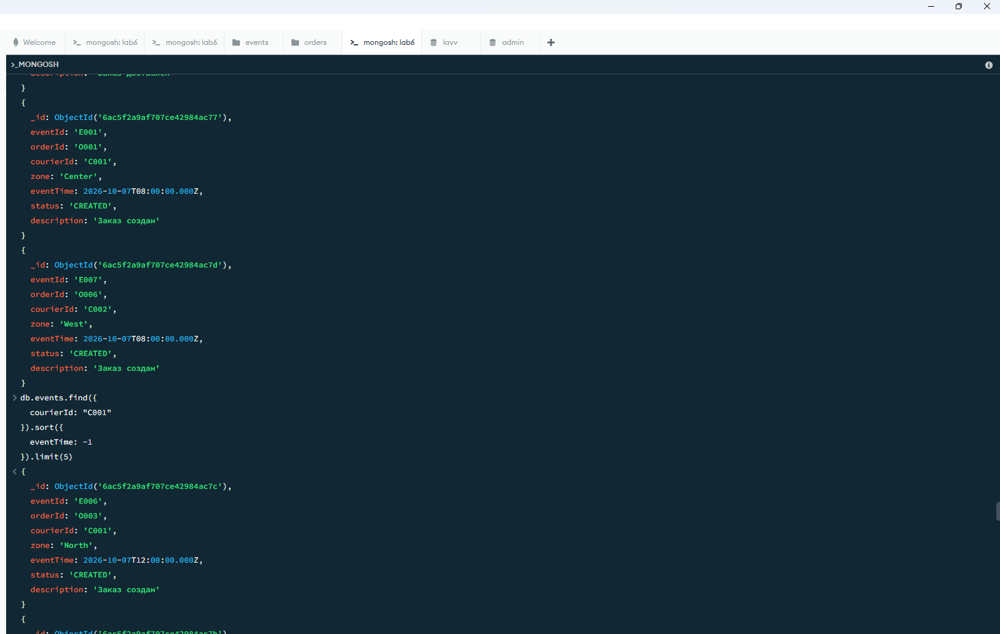 Welcome
>_ mongosh: lab6
>_ mongosh: lab6
events
orders
>_ mongosh: lab6
lavv
admin
>_MONGOSH
description: 'Заказ доставлен'
}
{
_id: ObjectId('6ac5f2a9af707ce42984ac77'),
eventId: 'E001',
orderId: 'O001',
courierId: 'C001',
zone: 'Center',
eventTime: 2026-10-07T08:00:00.000Z,
status: 'CREATED',
description: 'Заказ создан'
}
{
_id: ObjectId('6ac5f2a9af707ce42984ac7d'),
eventId: 'E007',
orderId: 'O006',
courierId: 'C002',
zone: 'West',
eventTime: 2026-10-07T08:00:00.000Z,
status: 'CREATED',
description: 'Заказ создан'
}
> db.events.find({
courierId: "C001"
}).sort({
eventTime: -1
}).limit(5)
< {
_id: ObjectId('6ac5f2a9af707ce42984ac7c'),
eventId: 'E006',
orderId: 'O003',
courierId: 'C001',
zone: 'North',
eventTime: 2026-10-07T12:00:00.000Z,
status: 'CREATED',
description: 'Заказ создан'
}
{
_id: ObjectId('6ac5f2a9af707ce42984ac7b')